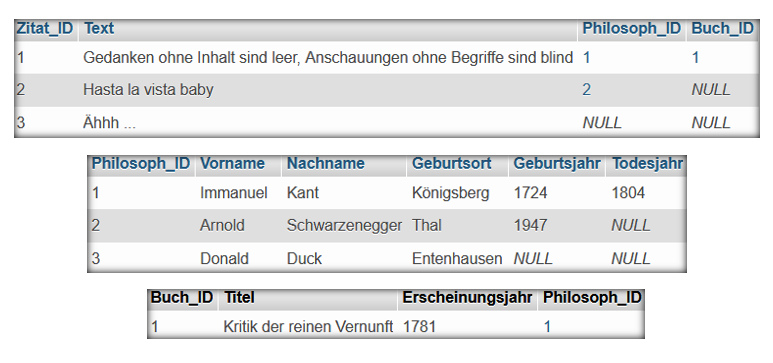 Zitat_ID Text Philosoph_ID Buch_ID
1 Gedanken ohne Inhalt sind leer, Anschauungen ohne Begriffe sind blind 1 1
2 Hasta la vista baby 2 NULL
3 Ähhh ... NULL NULL
Philosoph_ID Vorname Nachname Geburtsort Geburtsjahr Todesjahr
1 Immanuel Kant Königsberg 1724 1804
2 Arnold Schwarzenegger Thal 1947 NULL
3 Donald Duck Entenhausen NULL NULL
Buch_ID Titel Erscheinungsjahr Philosoph_ID
1 Kritik der reinen Vernunft 1781 1